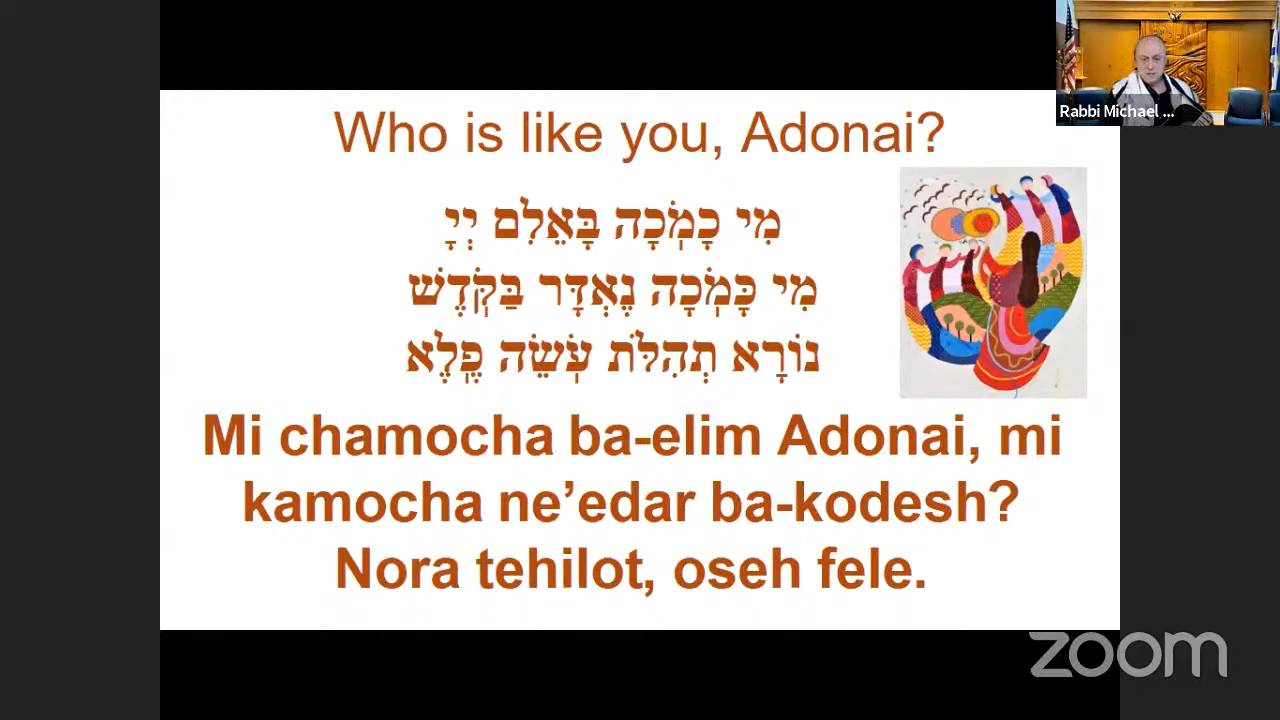 Rabbi Michael ...
Who is like you, Adonai?
מִי כָמֹֽכָה בָּאֵלִם יְיָ
מִי כָּמֹֽכָה נֶאְדָּר בַּקֹּֽדֶשׁ
נוֹרָא תְהִלֹּת עֹֽשֵׂה פֶֽלֶא
Mi chamocha ba-elim Adonai, mi
kamocha ne’edar ba-kodesh?
Nora tehilot, oseh fele.
zoom